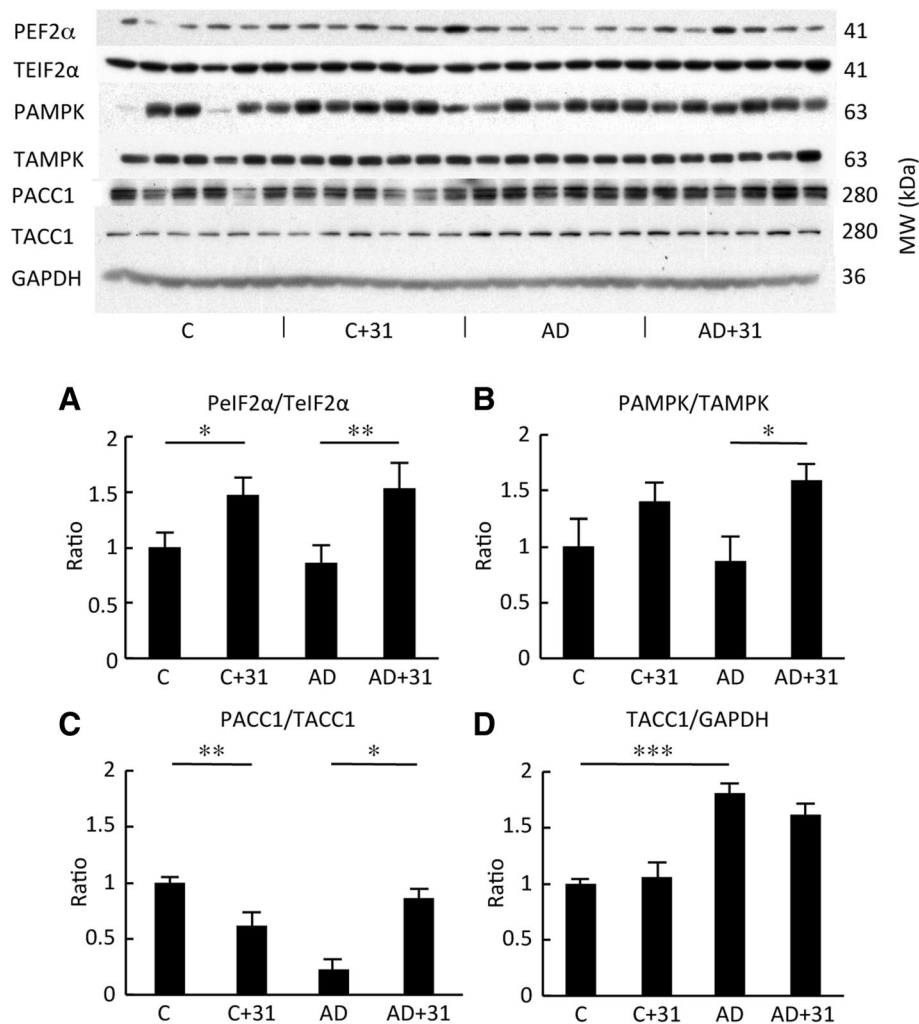 PEF2α 41
TEIF2α 41
PAMPK 63
TAMPK 63
PACC1 280
TACC1 280
GAPDH 36
MW (kDa)
C | C+31 | AD | AD+31
A PeIF2α/TeIF2α
* **
2
1.5
1
0.5
0
Ratio
C C+31 AD AD+31
B PAMPK/TAMPK
*
2
1.5
1
0.5
0
Ratio
C C+31 AD AD+31
C PACC1/TACC1
** *
2
1.5
1
0.5
0
Ratio
C C+31 AD AD+31
D TACC1/GAPDH
***
2
1.5
1
0.5
0
Ratio
C C+31 AD AD+31